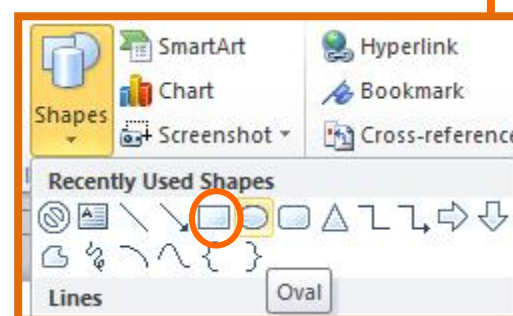 SmartArt Hyperlink
Chart Bookmark
Shapes
Screenshot Cross-reference
Recently Used Shapes
Oval
Lines